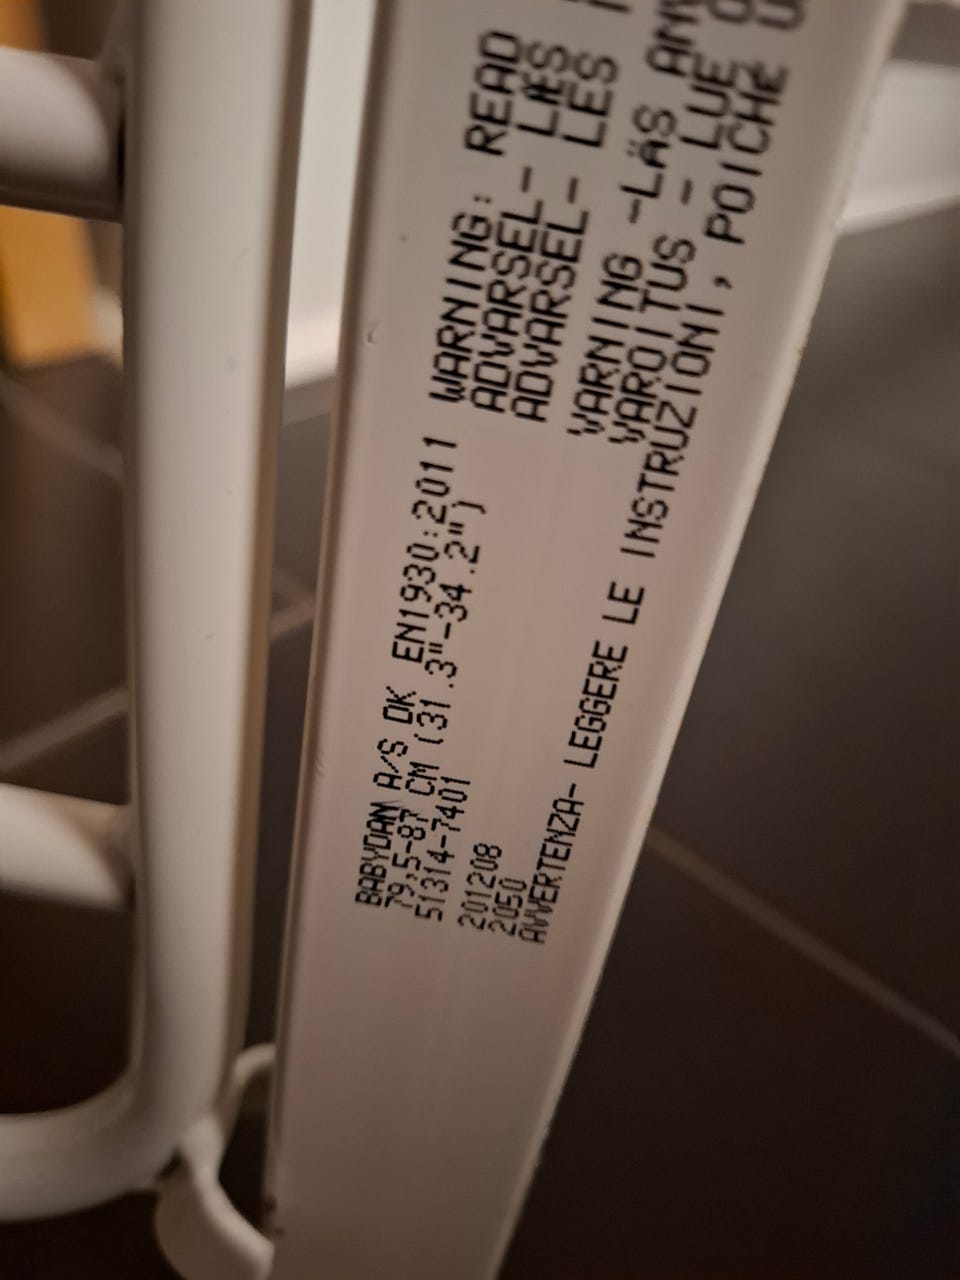 BABYDAN A/S DK EN1930:2011
79,5-87 CM (31.3"-34.2")
51314-7401
201208
2050
WARNING: READ
ADVARSEL- LÆS
ADVARSEL- LES
VARNING -LÄS
VAROITUS - LUE
AVVERTENZA- LEGGERE LE INSTRUZIONI, POICHÈ